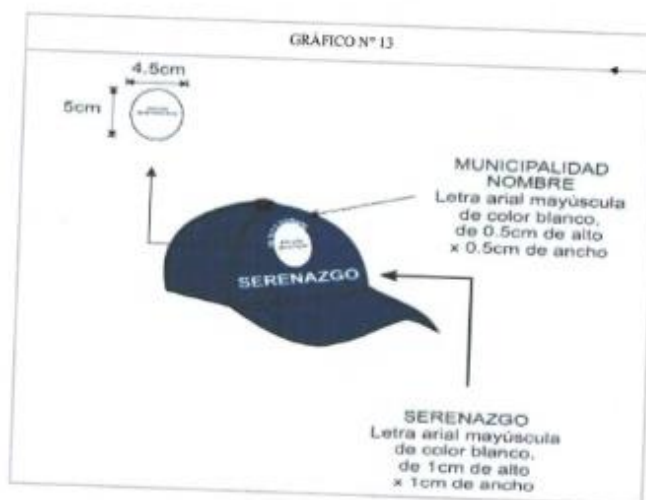 GRÁFICO N° 13
4.5cm
5cm
MUNICIPALIDAD
NOMBRE
Letra arial mayúscula
de color blanco,
de 0.5cm de alto
x 0.5cm de ancho
SERENAZGO
SERENAZGO
Letra arial mayúscula
de color blanco,
de 1cm de alto
x 1cm de ancho